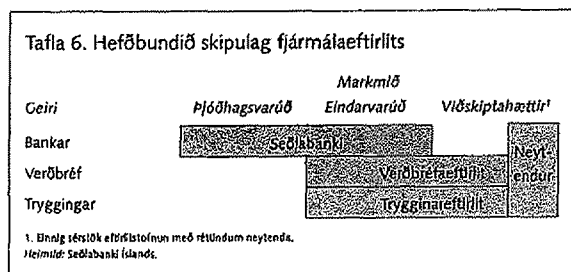 Tafla 6. Hefðbundið skipulag fjármálaeftirlits
Markmið
Geiri Þjóðhagsvarúð Eindarvarúð Viðskiptahættir¹
Bankar Seðlabanki
Neyt-
Verðbréf Verðbréfaeftirlit
endur
Tryggingar Tryggingaeftirlit
1. Einnig sérstök eftirlitsstofnun með réttindum neytenda.
Heimild: Seðlabanki Íslands.